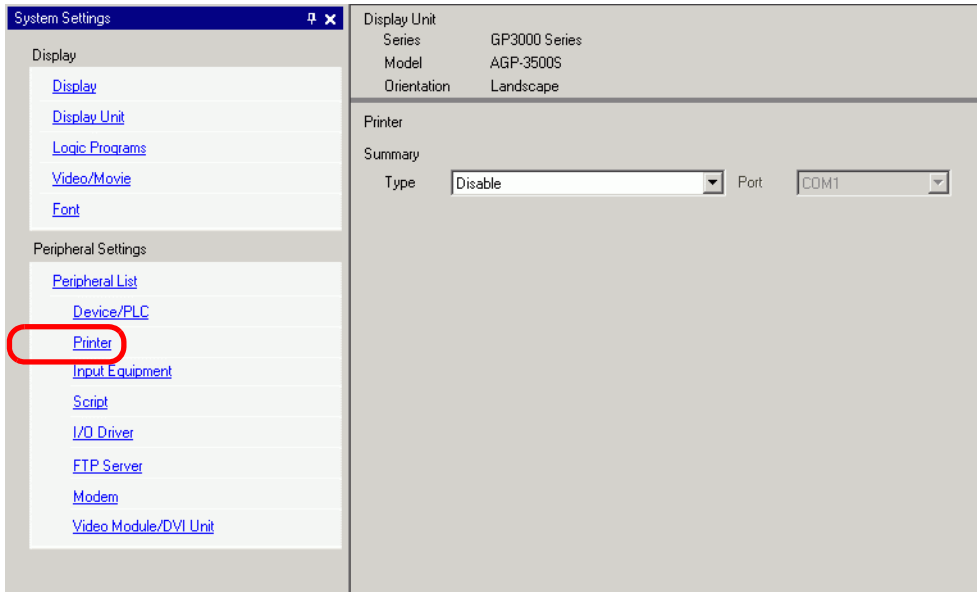 System Settings
Display
Display
Display Unit
Logic Programs
Video/Movie
Font
Peripheral Settings
Peripheral List
Device/PLC
Printer
Input Equipment
Script
I/O Driver
FTP Server
Modem
Video Module/DVI Unit
Display Unit
Series GP3000 Series
Model AGP-3500S
Orientation Landscape
Printer
Summary
Type Disable Port COM1